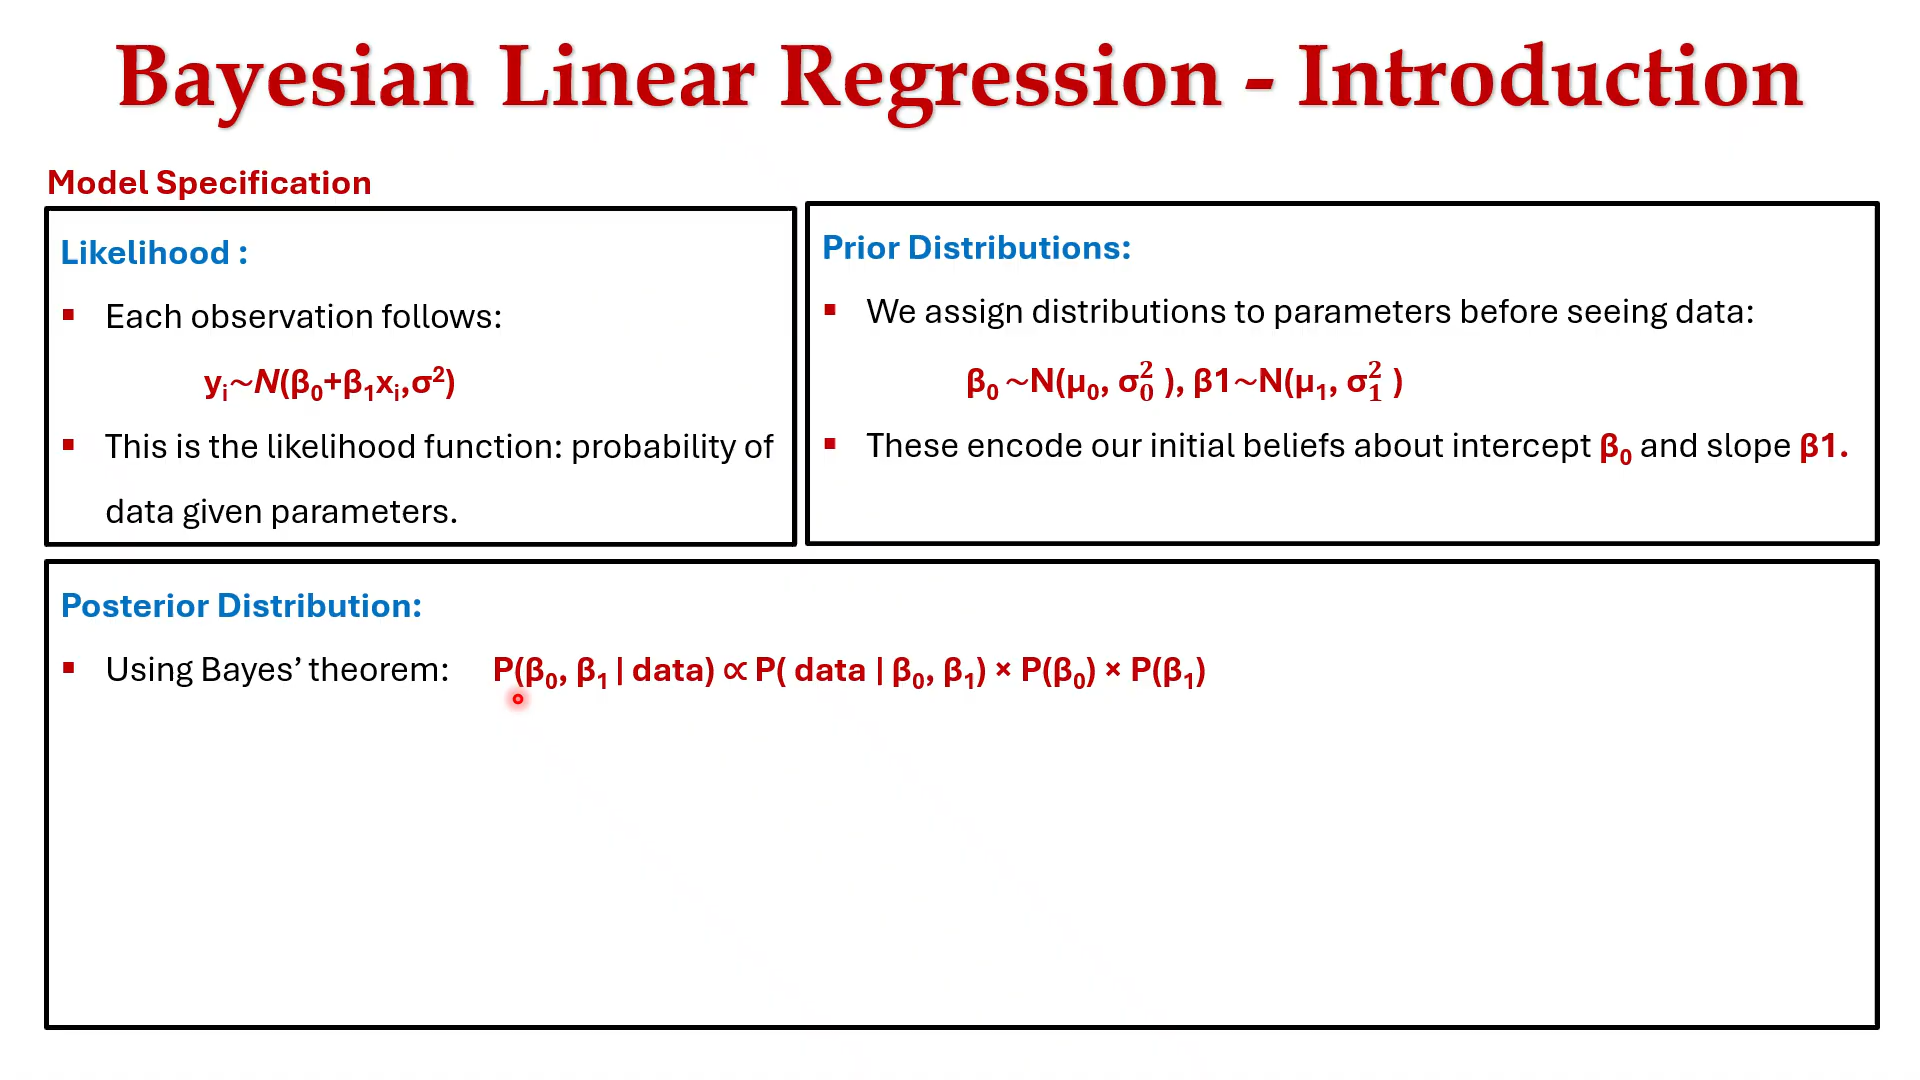 Bayesian Linear Regression - Introduction
Model Specification
Likelihood :
▪ Each observation follows:
yᵢ~N(β₀+β₁xᵢ,σ²)
▪ This is the likelihood function: probability of
data given parameters.
Prior Distributions:
▪ We assign distributions to parameters before seeing data:
β₀ ~N(μ₀, σ₀² ), β1~N(μ₁, σ₁² )
▪ These encode our initial beliefs about intercept β₀ and slope β1.
Posterior Distribution:
▪ Using Bayes’ theorem: P(β₀, β₁ | data) ∝ P( data | β₀, β₁) × P(β₀) × P(β₁)